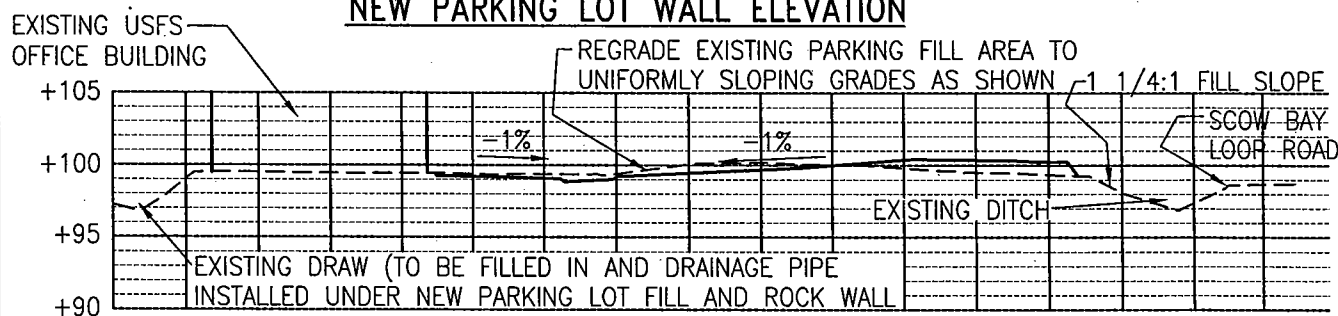 NEW PARKING LOT WALL ELEVATION
EXISTING USFS
OFFICE BUILDING
REGRADE EXISTING PARKING FILL AREA TO
UNIFORMLY SLOPING GRADES AS SHOWN
1 1/4:1 FILL SLOPE
+105
SCOW BAY
LOOP ROAD
-1%
-1%
+100
EXISTING DITCH
+95
EXISTING DRAW (TO BE FILLED IN AND DRAINAGE PIPE
INSTALLED UNDER NEW PARKING LOT FILL AND ROCK WALL
+90